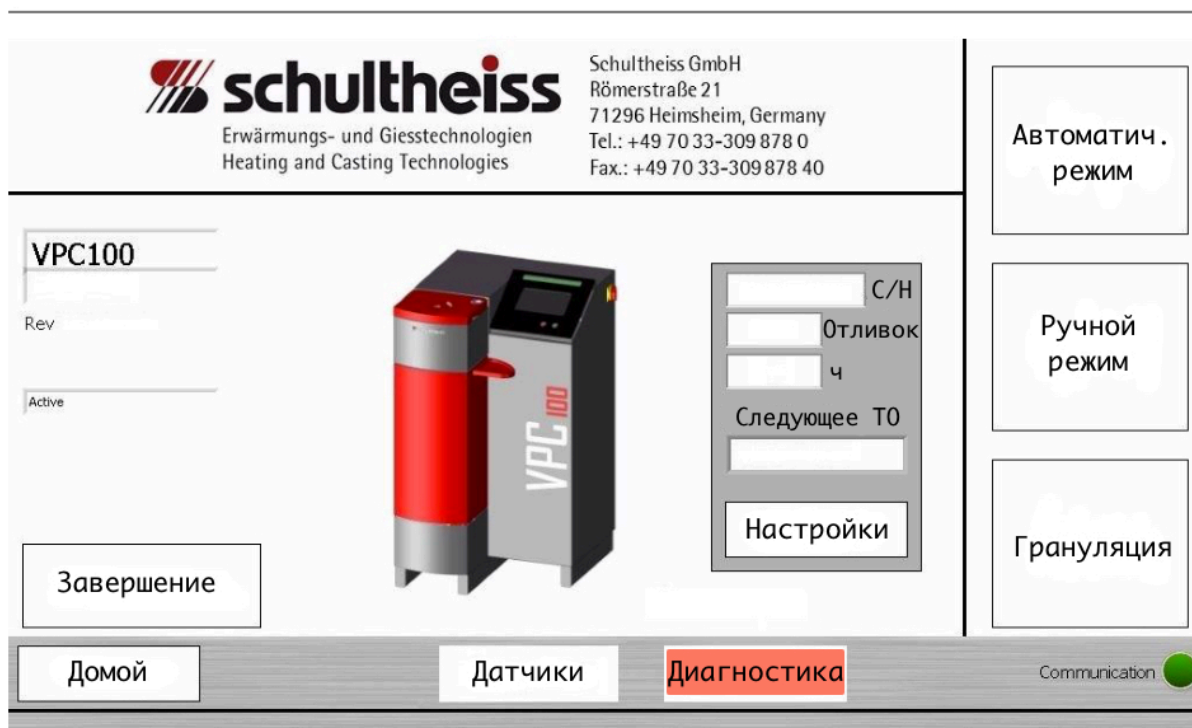 schultheiss
Erwärmungs- und Giesstechnologien
Heating and Casting Technologies
Schultheiss GmbH
Römerstraße 21
71296 Heimsheim, Germany
Tel.: +49 70 33-309 878 0
Fax.: +49 70 33-309 878 40
Автоматич.
режим
VPC100
Rev
Active
VPC 100
С/Н
Отливок
ч
Следующее ТО
Настройки
Ручной
режим
Грануляция
Завершение
Домой
Датчики
Диагностика
Communication